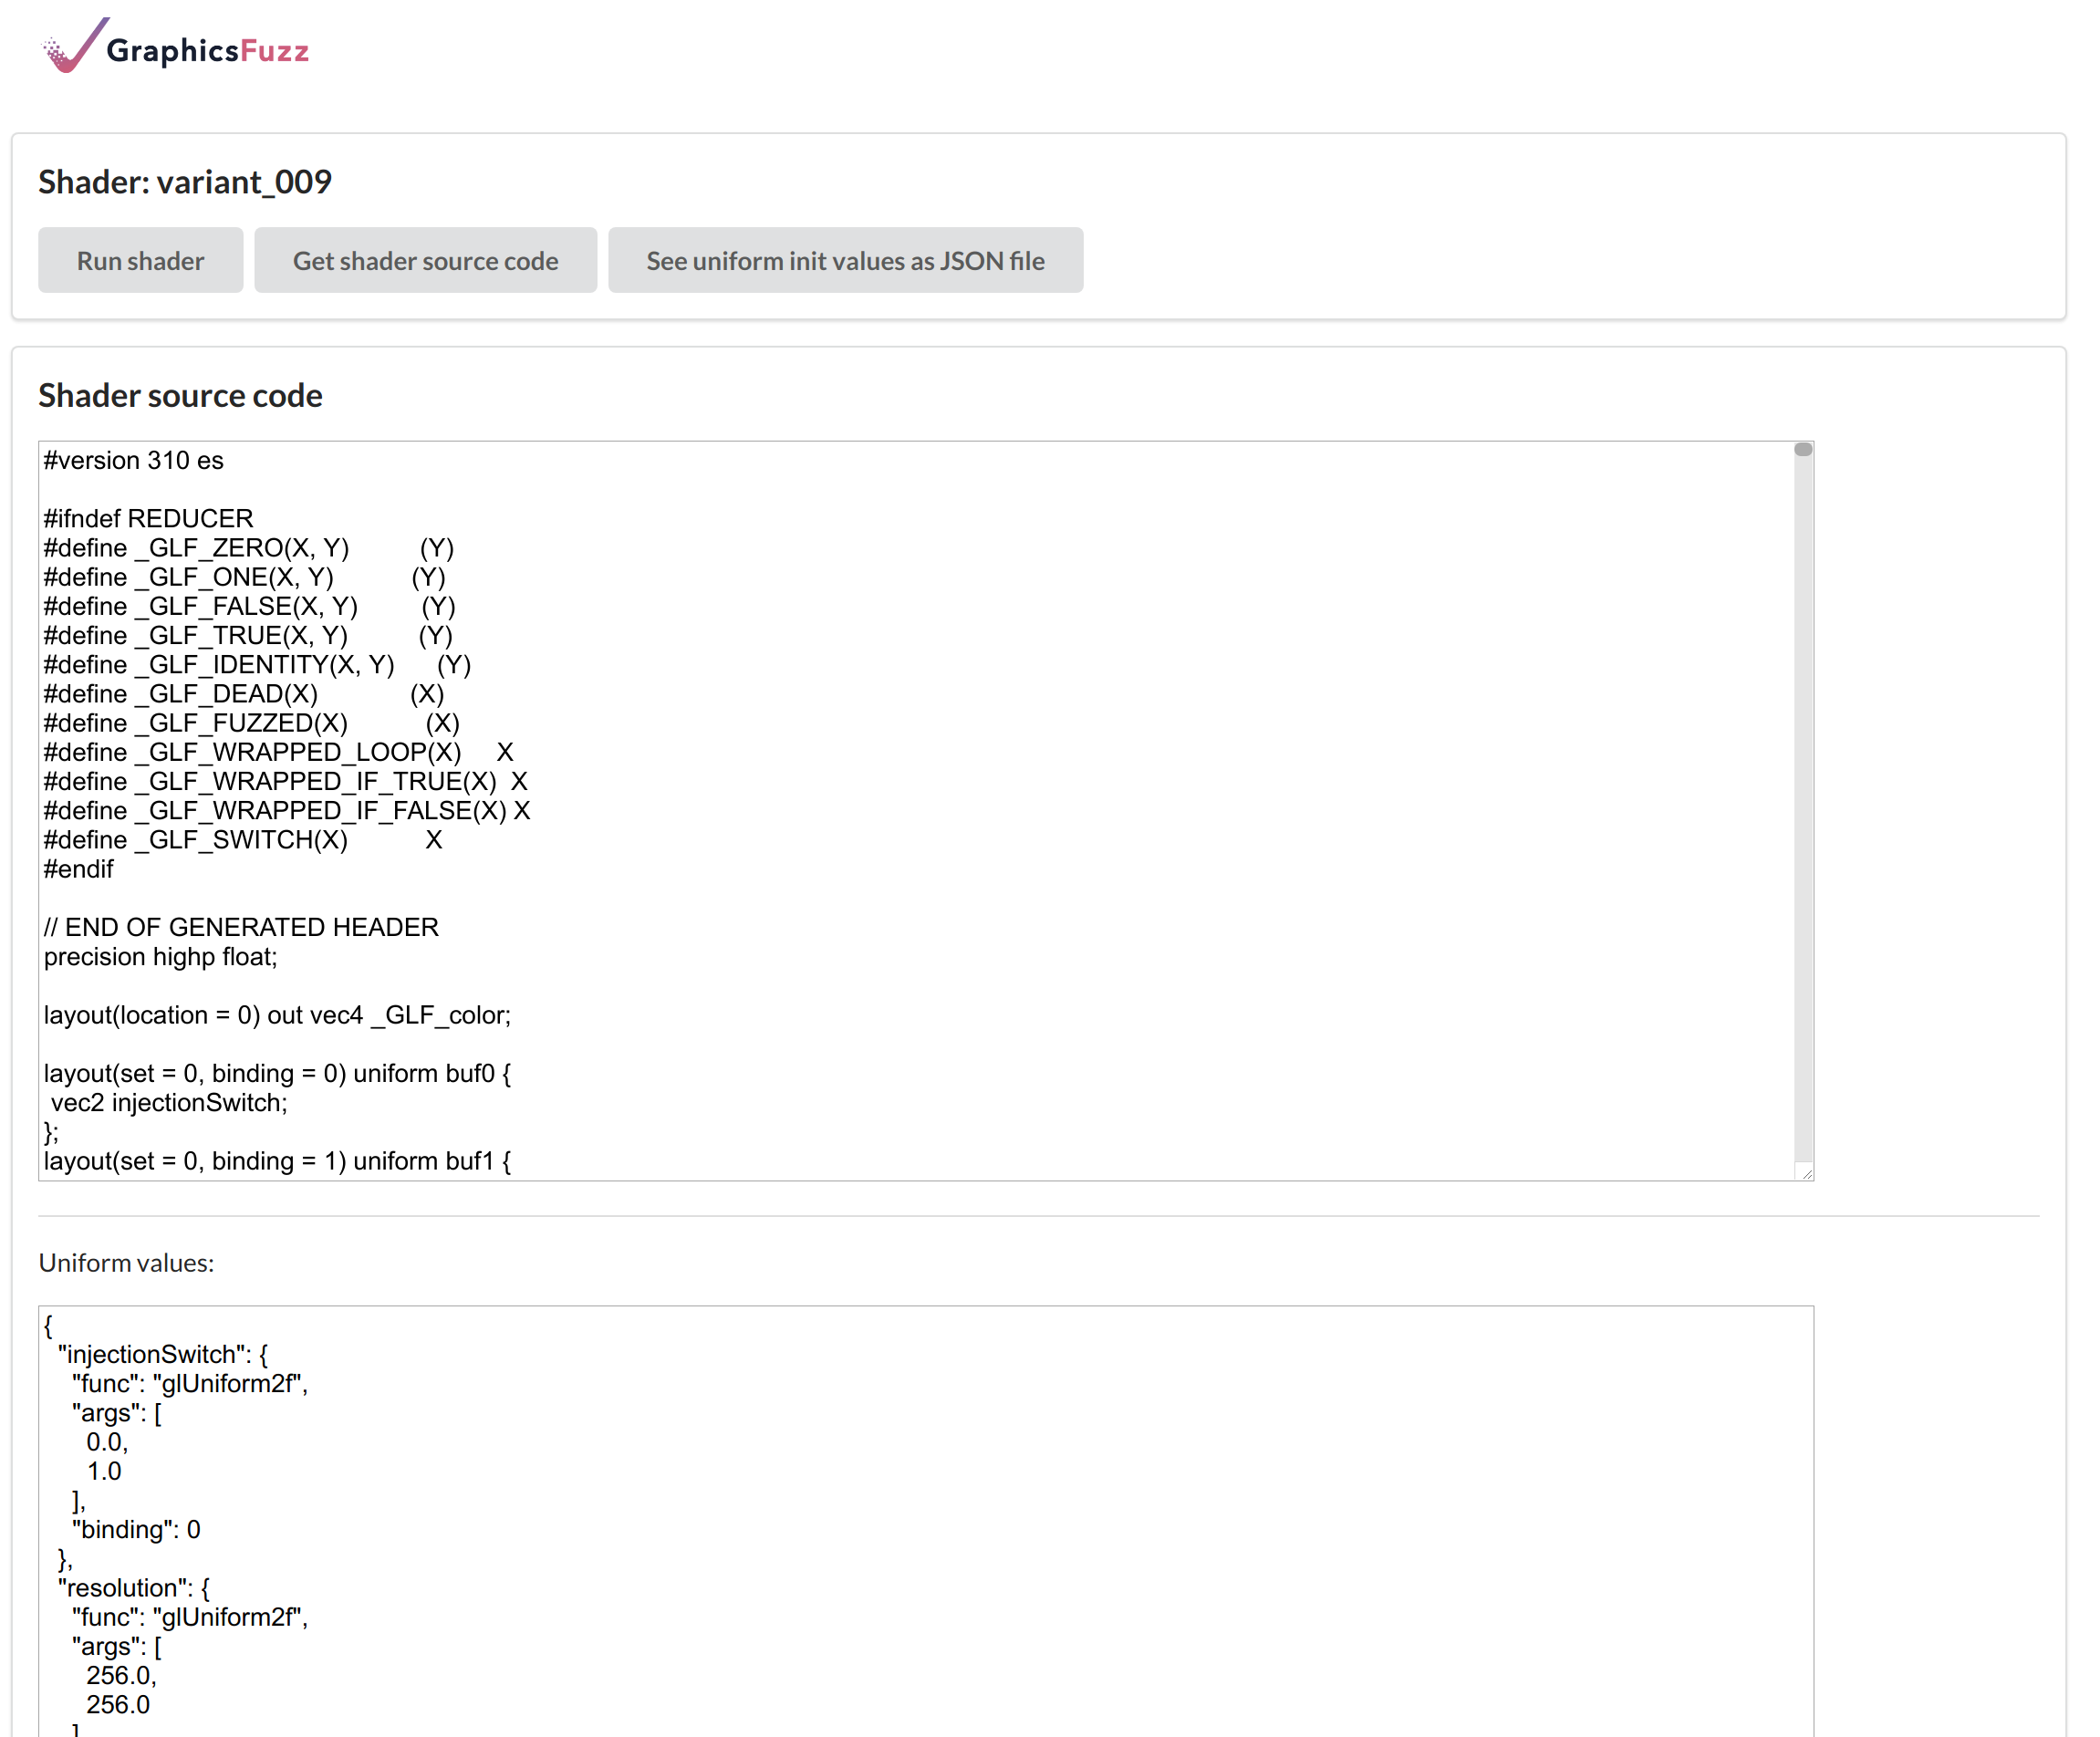 GraphicsFuzz
Shader: variant_009
Run shader Get shader source code See uniform init values as JSON file
Shader source code
#version 310 es
#ifndef REDUCER
#define _GLF_ZERO(X, Y) (Y)
#define _GLF_ONE(X, Y) (Y)
#define _GLF_FALSE(X, Y) (Y)
#define _GLF_TRUE(X, Y) (Y)
#define _GLF_IDENTITY(X, Y) (Y)
#define _GLF_DEAD(X) (X)
#define _GLF_FUZZED(X) (X)
#define _GLF_WRAPPED_LOOP(X) X
#define _GLF_WRAPPED_IF_TRUE(X) X
#define _GLF_WRAPPED_IF_FALSE(X) X
#define _GLF_SWITCH(X) X
#endif
// END OF GENERATED HEADER
precision highp float;
layout(location = 0) out vec4 _GLF_color;
layout(set = 0, binding = 0) uniform buf0 {
vec2 injectionSwitch;
};
layout(set = 0, binding = 1) uniform buf1 {
Uniform values:
{
"injectionSwitch": {
"func": "glUniform2f",
"args": [
0.0,
1.0
],
"binding": 0
},
"resolution": {
"func": "glUniform2f",
"args": [
256.0,
256.0
]